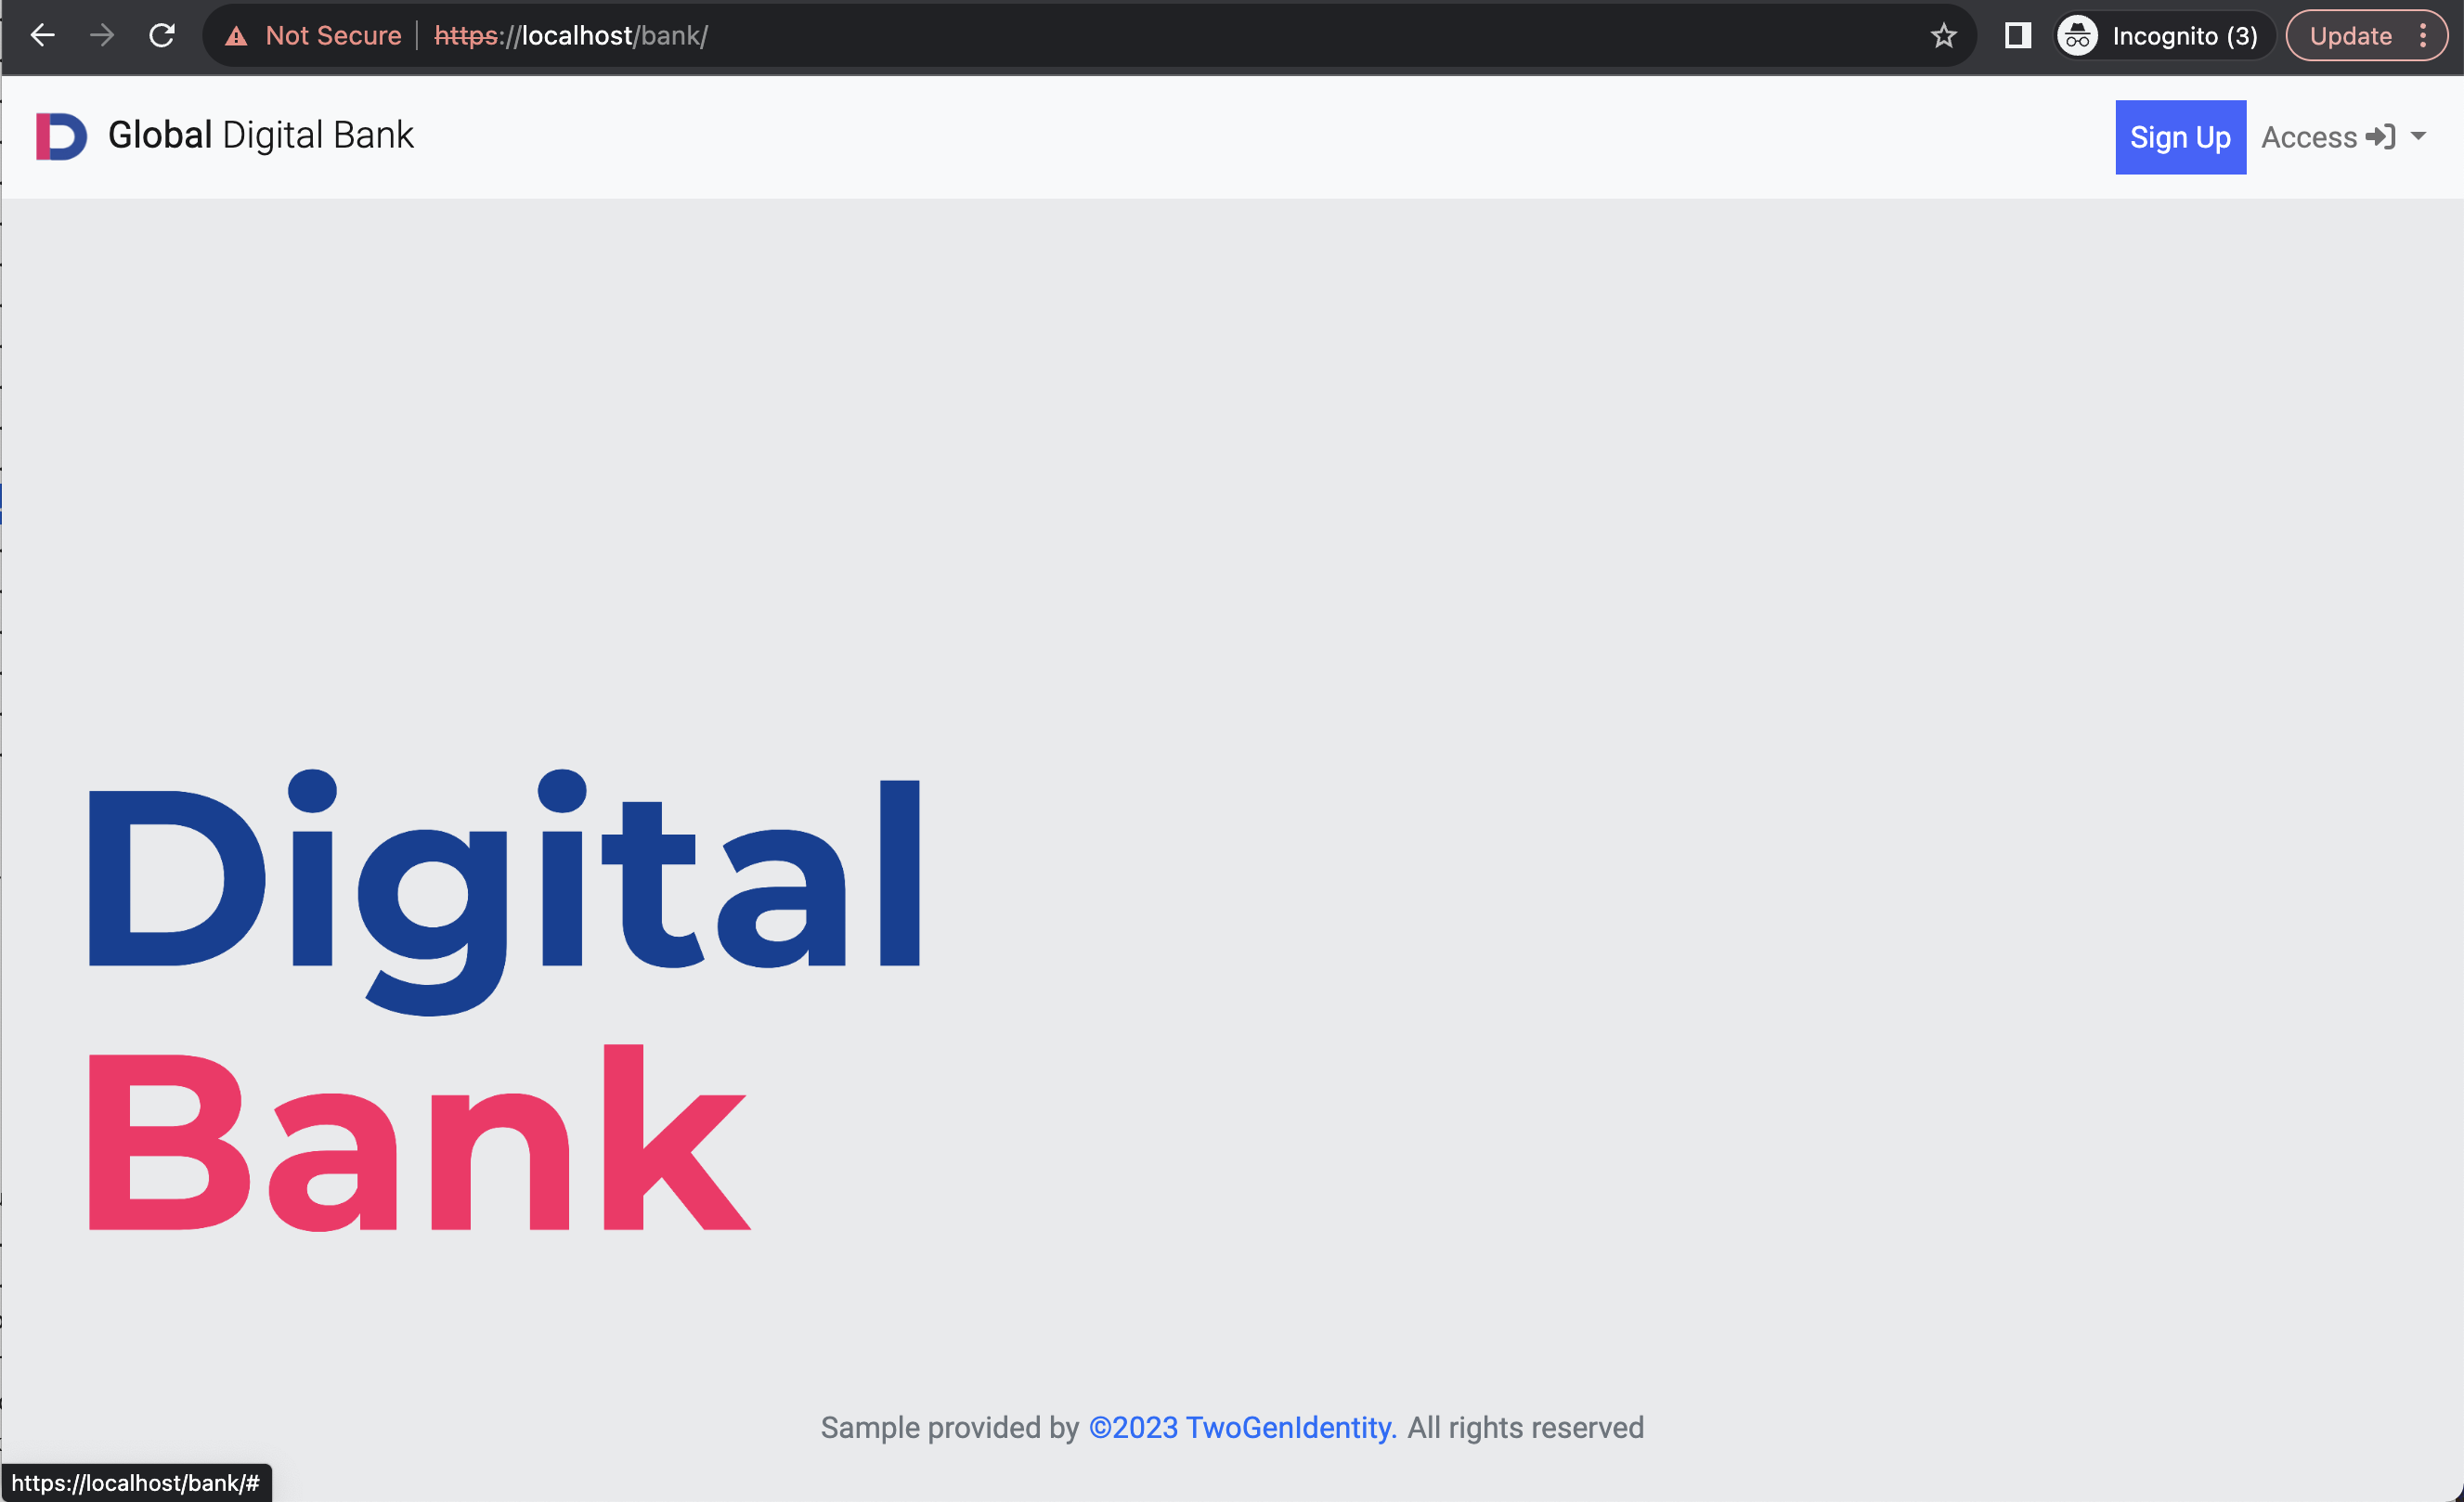 Not Secure https://localhost/bank/ Incognito (3) Update
Global Digital Bank Sign Up Access
Digital
Bank
Sample provided by ©2023 TwoGenIdentity. All rights reserved
https://localhost/bank/#